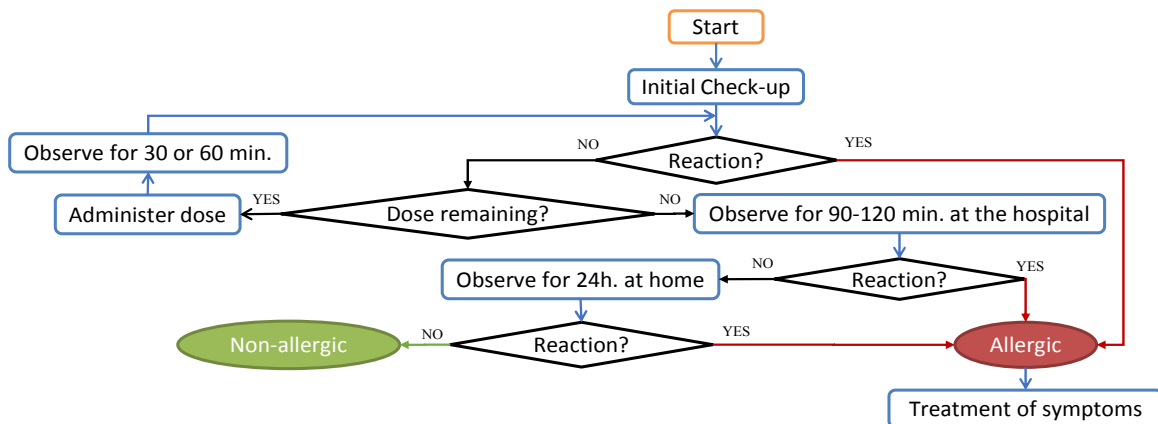 Start
Initial Check-up
Observe for 30 or 60 min.
NO
Reaction?
YES
Administer dose
YES
Dose remaining?
NO
Observe for 90-120 min. at the hospital
Observe for 24h. at home
NO
Reaction?
YES
Non-allergic
NO
Reaction?
YES
Allergic
Treatment of symptoms